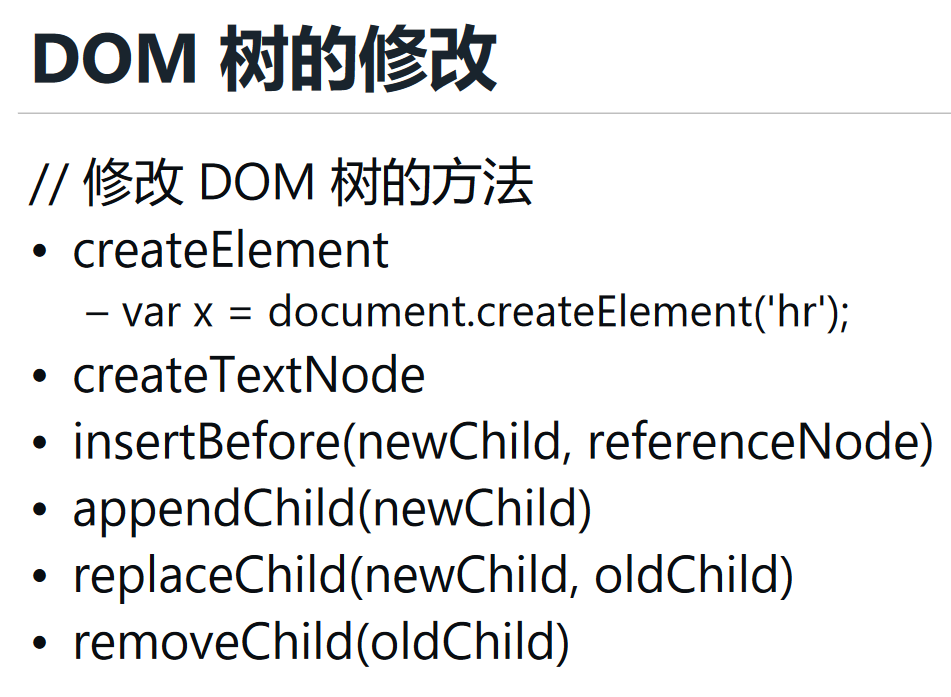 DOM 树的修改
// 修改 DOM 树的方法
• createElement
– var x = document.createElement('hr');
• createTextNode
• insertBefore(newChild, referenceNode)
• appendChild(newChild)
• replaceChild(newChild, oldChild)
• removeChild(oldChild)